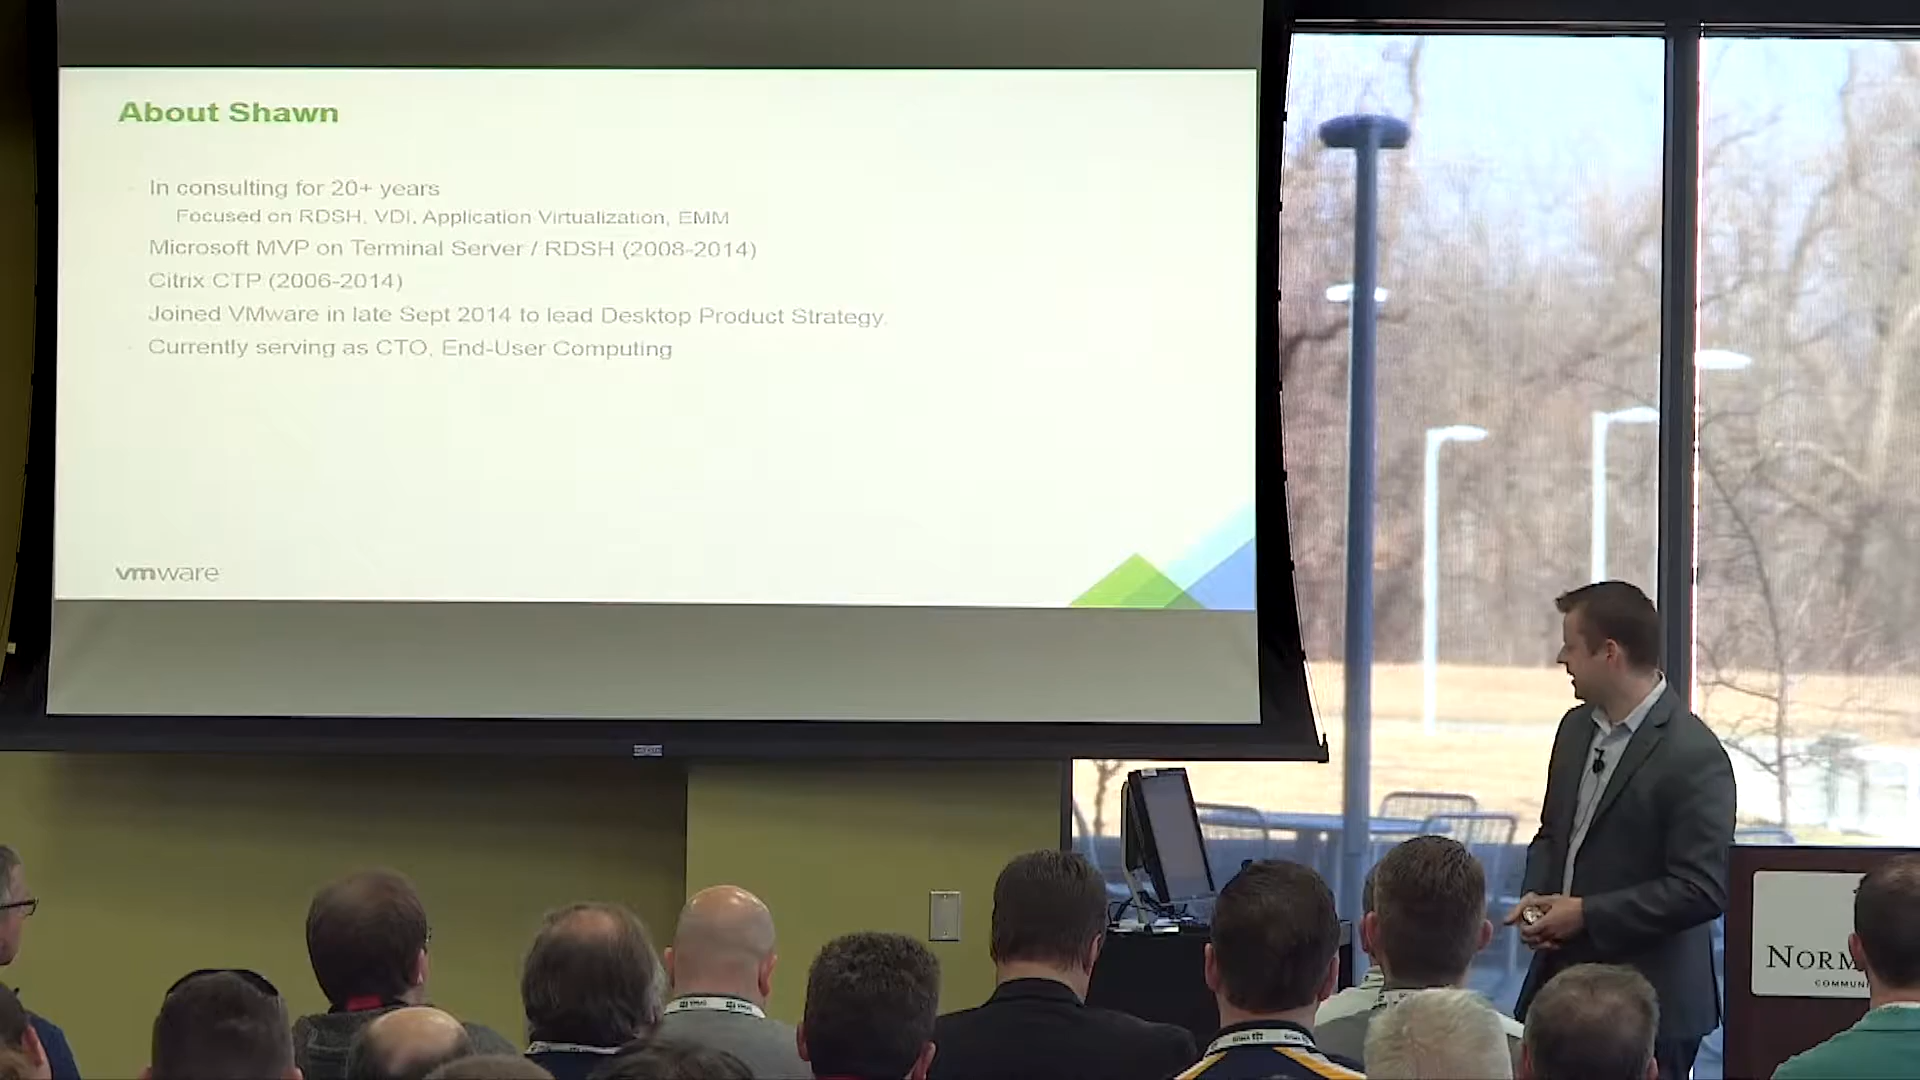 About Shawn
In consulting for 20+ years
Focused on RDSH, VDI, Application Virtualization, EMM
Microsoft MVP on Terminal Server / RDSH (2008-2014)
Citrix CTP (2006-2014)
Joined VMware in late Sept 2014 to lead Desktop Product Strategy.
Currently serving as CTO, End-User Computing
vmware
NORM
COMMUNI